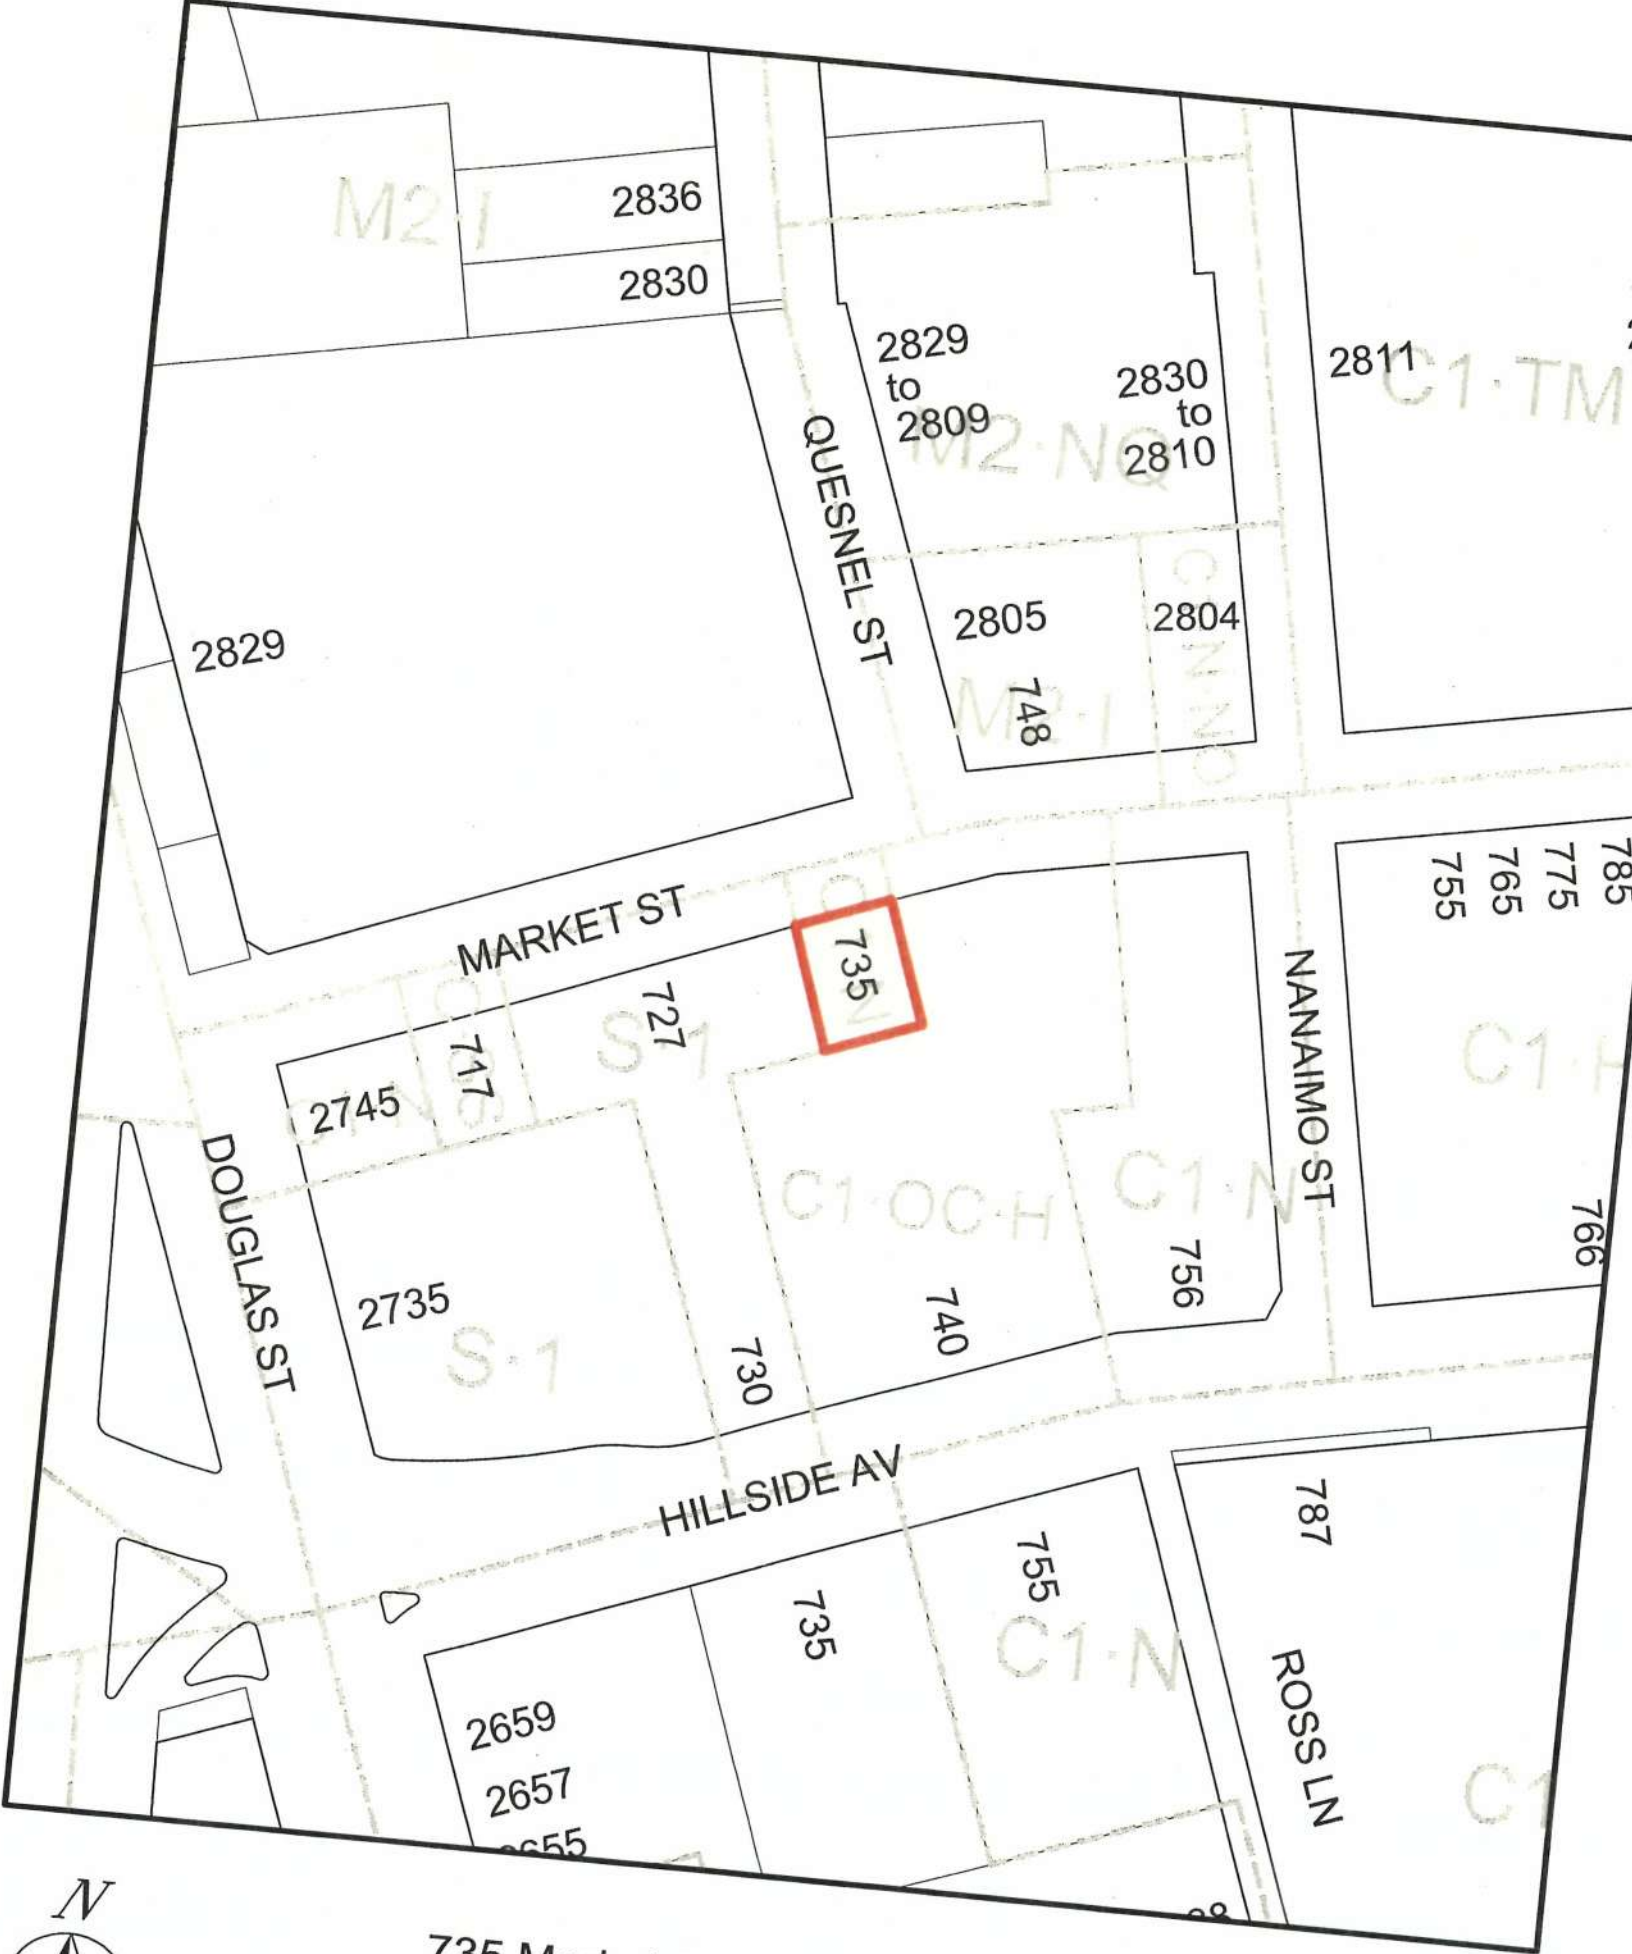 M2-I
2836
2830
2829
to
2809
2830
to
2810
M2-NQ
2811
C1-TM
QUESNEL ST
2829
2805
2804
748
M2-I
MARKET ST
735
727
S-1
717
2745
755
765
775
785
NANAIMO ST
DOUGLAS ST
C1-OC-H
C1-N
2735
S-1
730
740
756
766
HILLSIDE AV
787
755
735
C1-N
ROSS LN
2659
2657
N